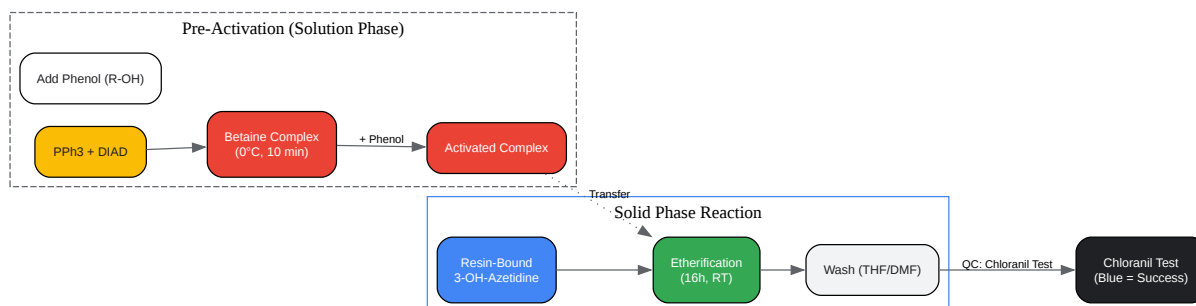 Pre-Activation (Solution Phase)
Add Phenol (R-OH)
PPh3 + DIAD
Betaine Complex
(0°C, 10 min)
+ Phenol
Activated Complex
Transfer
Solid Phase Reaction
Resin-Bound
3-OH-Azetidine
Etherification
(16h, RT)
Wash (THF/DMF)
QC: Chloranil Test
Chloranil Test
(Blue = Success)